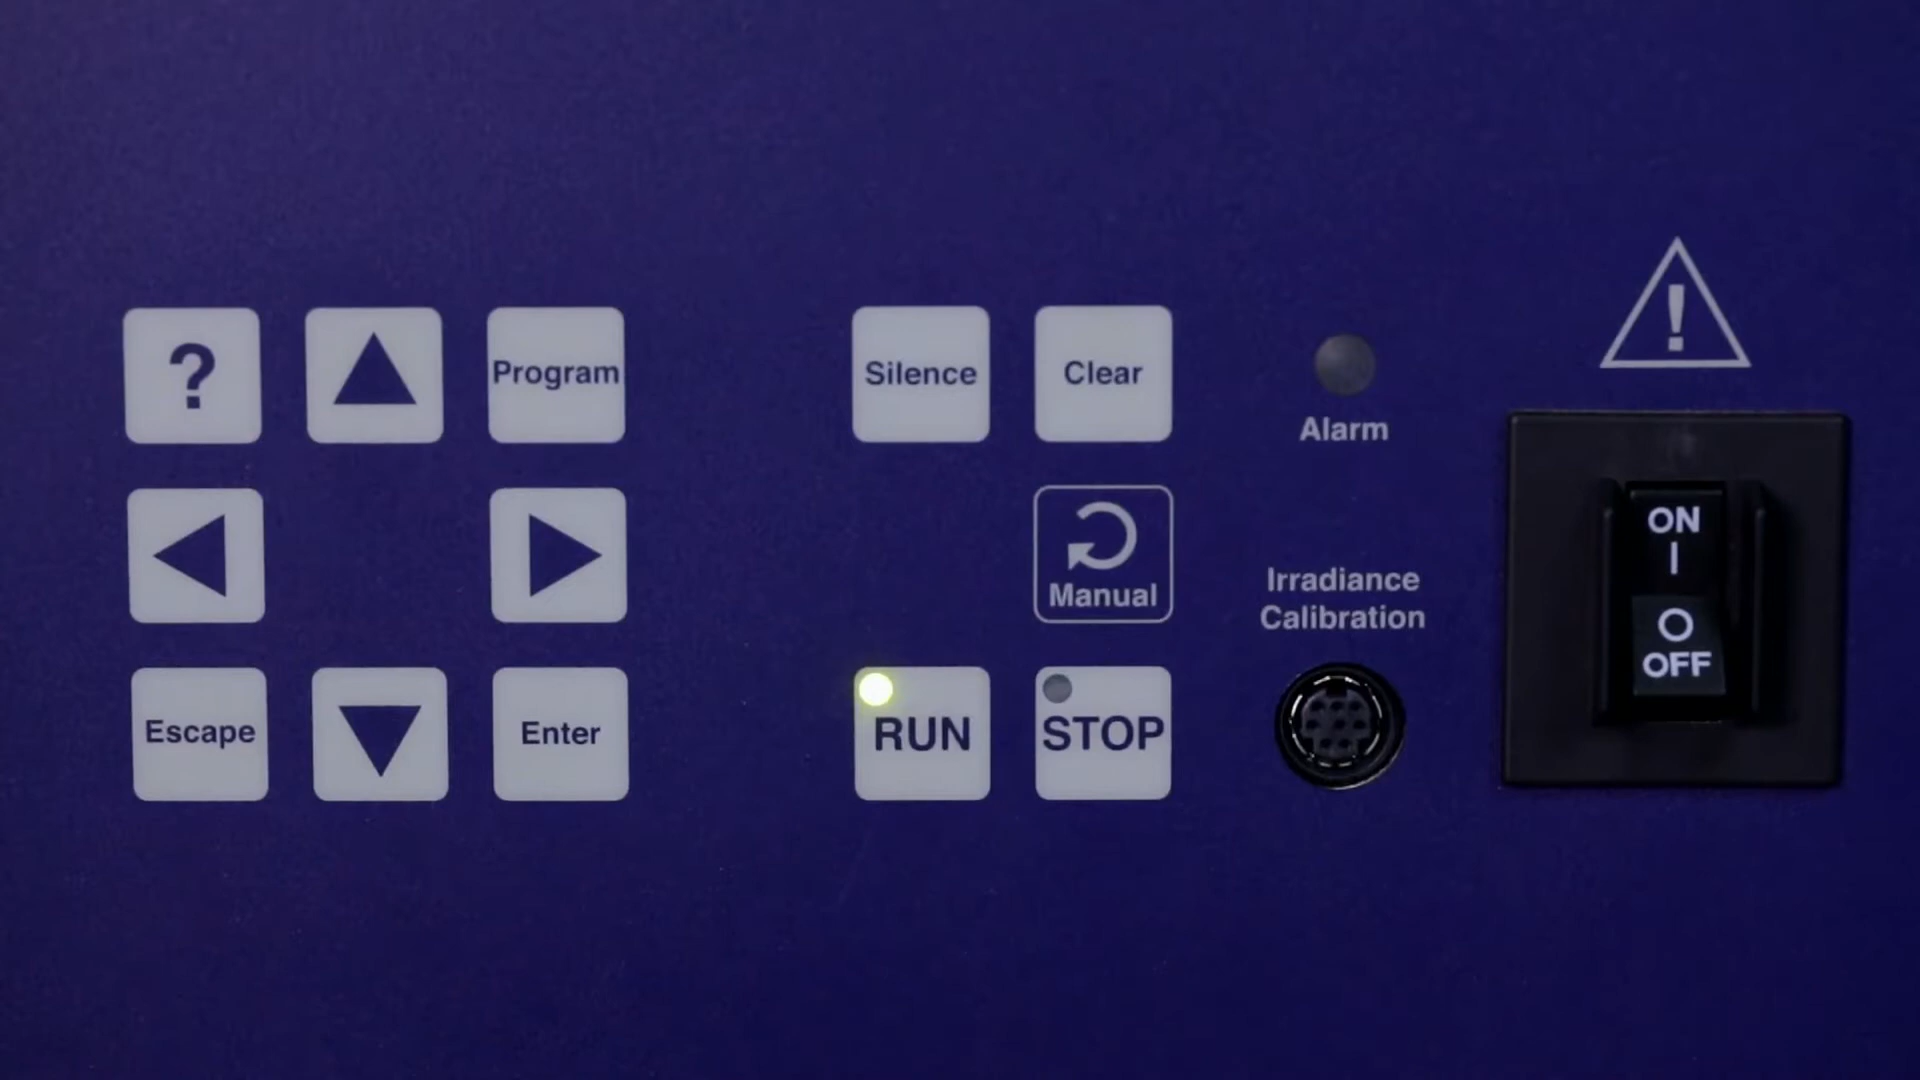 ?
Program
Silence
Clear
!
Alarm
ON
I
O
OFF
Manual
Irradiance
Calibration
Escape
Enter
RUN
STOP